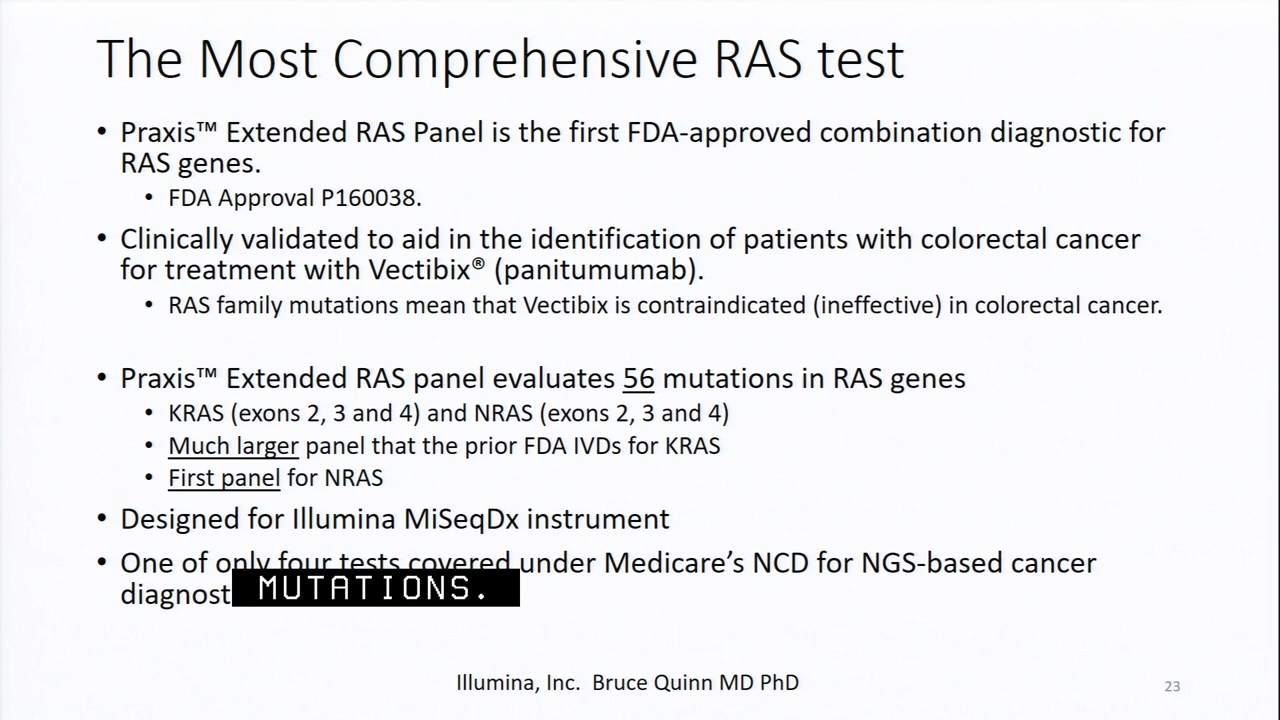 The Most Comprehensive RAS test
• Praxis™ Extended RAS Panel is the first FDA-approved combination diagnostic for
RAS genes.
• FDA Approval P160038.
• Clinically validated to aid in the identification of patients with colorectal cancer
for treatment with Vectibix® (panitumumab).
• RAS family mutations mean that Vectibix is contraindicated (ineffective) in colorectal cancer.
• Praxis™ Extended RAS panel evaluates 56 mutations in RAS genes
• KRAS (exons 2, 3 and 4) and NRAS (exons 2, 3 and 4)
• Much larger panel that the prior FDA IVDs for KRAS
• First panel for NRAS
• Designed for Illumina MiSeqDx instrument
• One of only four tests covered under Medicare’s NCD for NGS-based cancer
diagnost
MUTATIONS.
Illumina, Inc. Bruce Quinn MD PhD
23